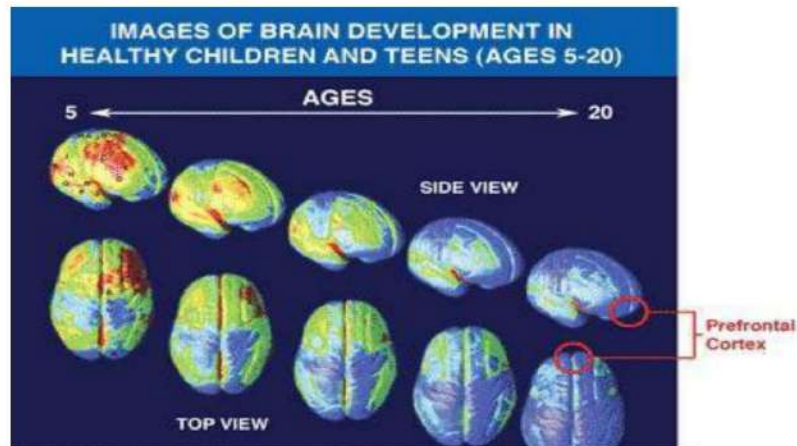 IMAGES OF BRAIN DEVELOPMENT IN
HEALTHY CHILDREN AND TEENS (AGES 5-20)
AGES
5
20
SIDE VIEW
Prefrontal
Cortex
TOP VIEW